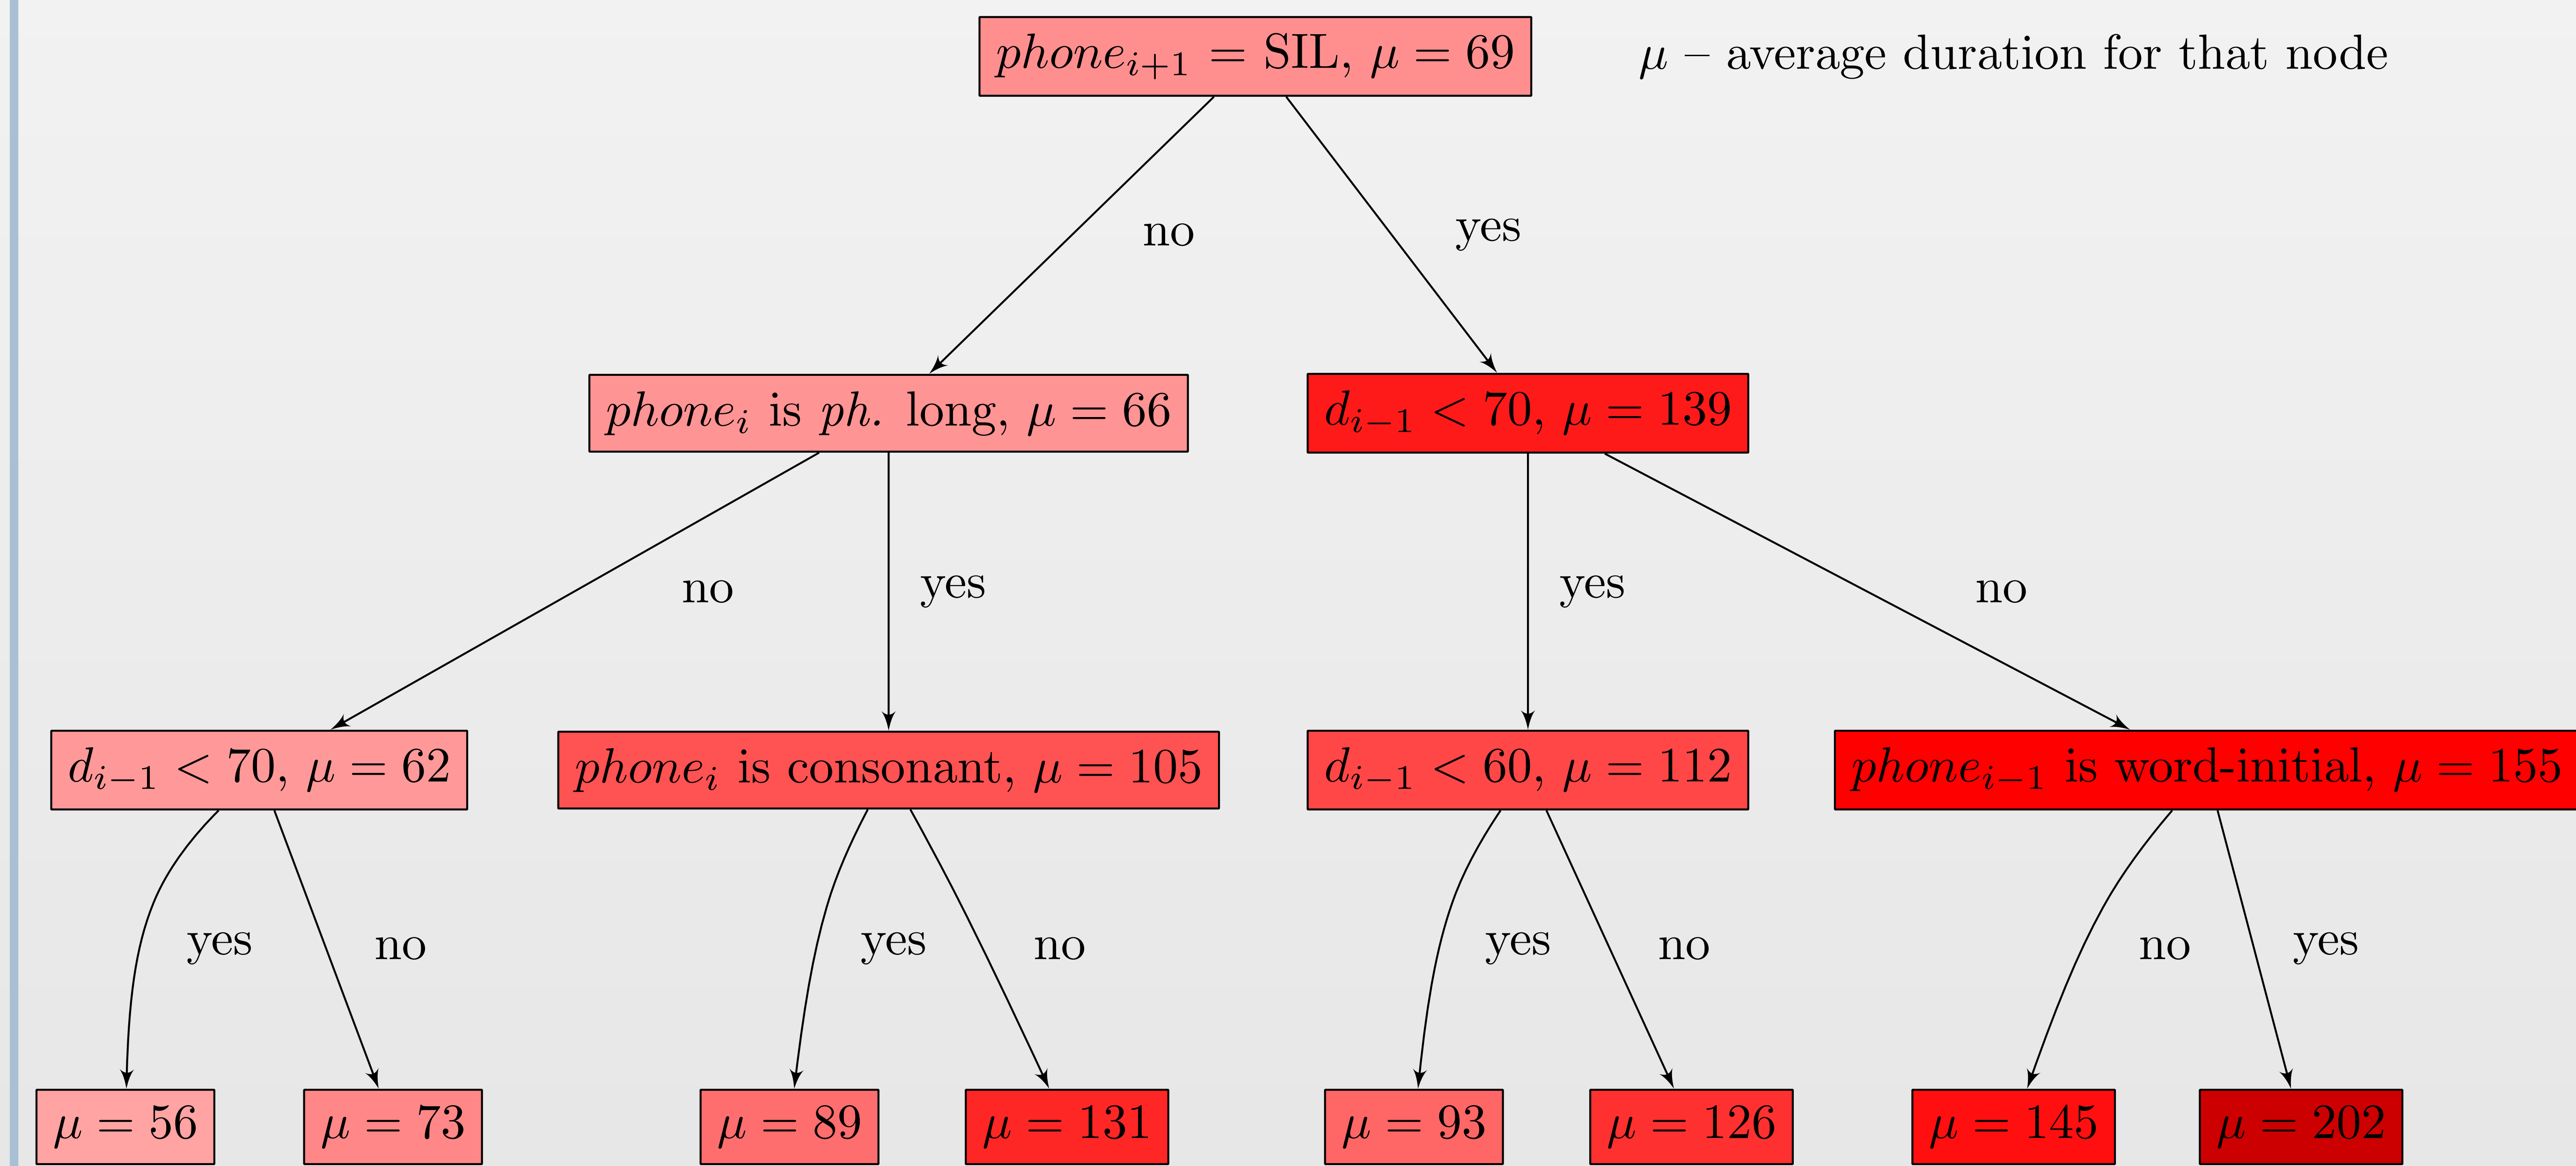 phone_{i+1} = SIL, μ = 69
μ – average duration for that node
no
yes
phone_i is ph. long, μ = 66
d_{i−1} < 70, μ = 139
no
yes
yes
no
d_{i−1} < 70, μ = 62
phone_i is consonant, μ = 105
d_{i−1} < 60, μ = 112
phone_{i−1} is word-initial, μ = 155
yes
no
yes
no
yes
no
no
yes
μ = 56
μ = 73
μ = 89
μ = 131
μ = 93
μ = 126
μ = 145
μ = 202